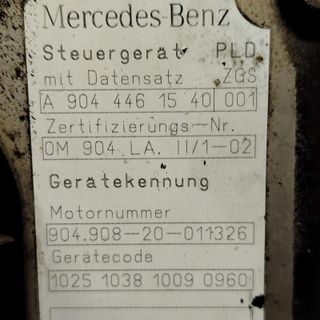 Mercedes-Benz
Steuergerät PLD
mit Datensatz ZGS
A 904 446 15 40 001
Zertifizierungs-Nr.
OM 904 LA. II/1-02
Gerätekennung
Motornummer
904.908-20-011326
Gerätecode
1025 1038 1009 0960